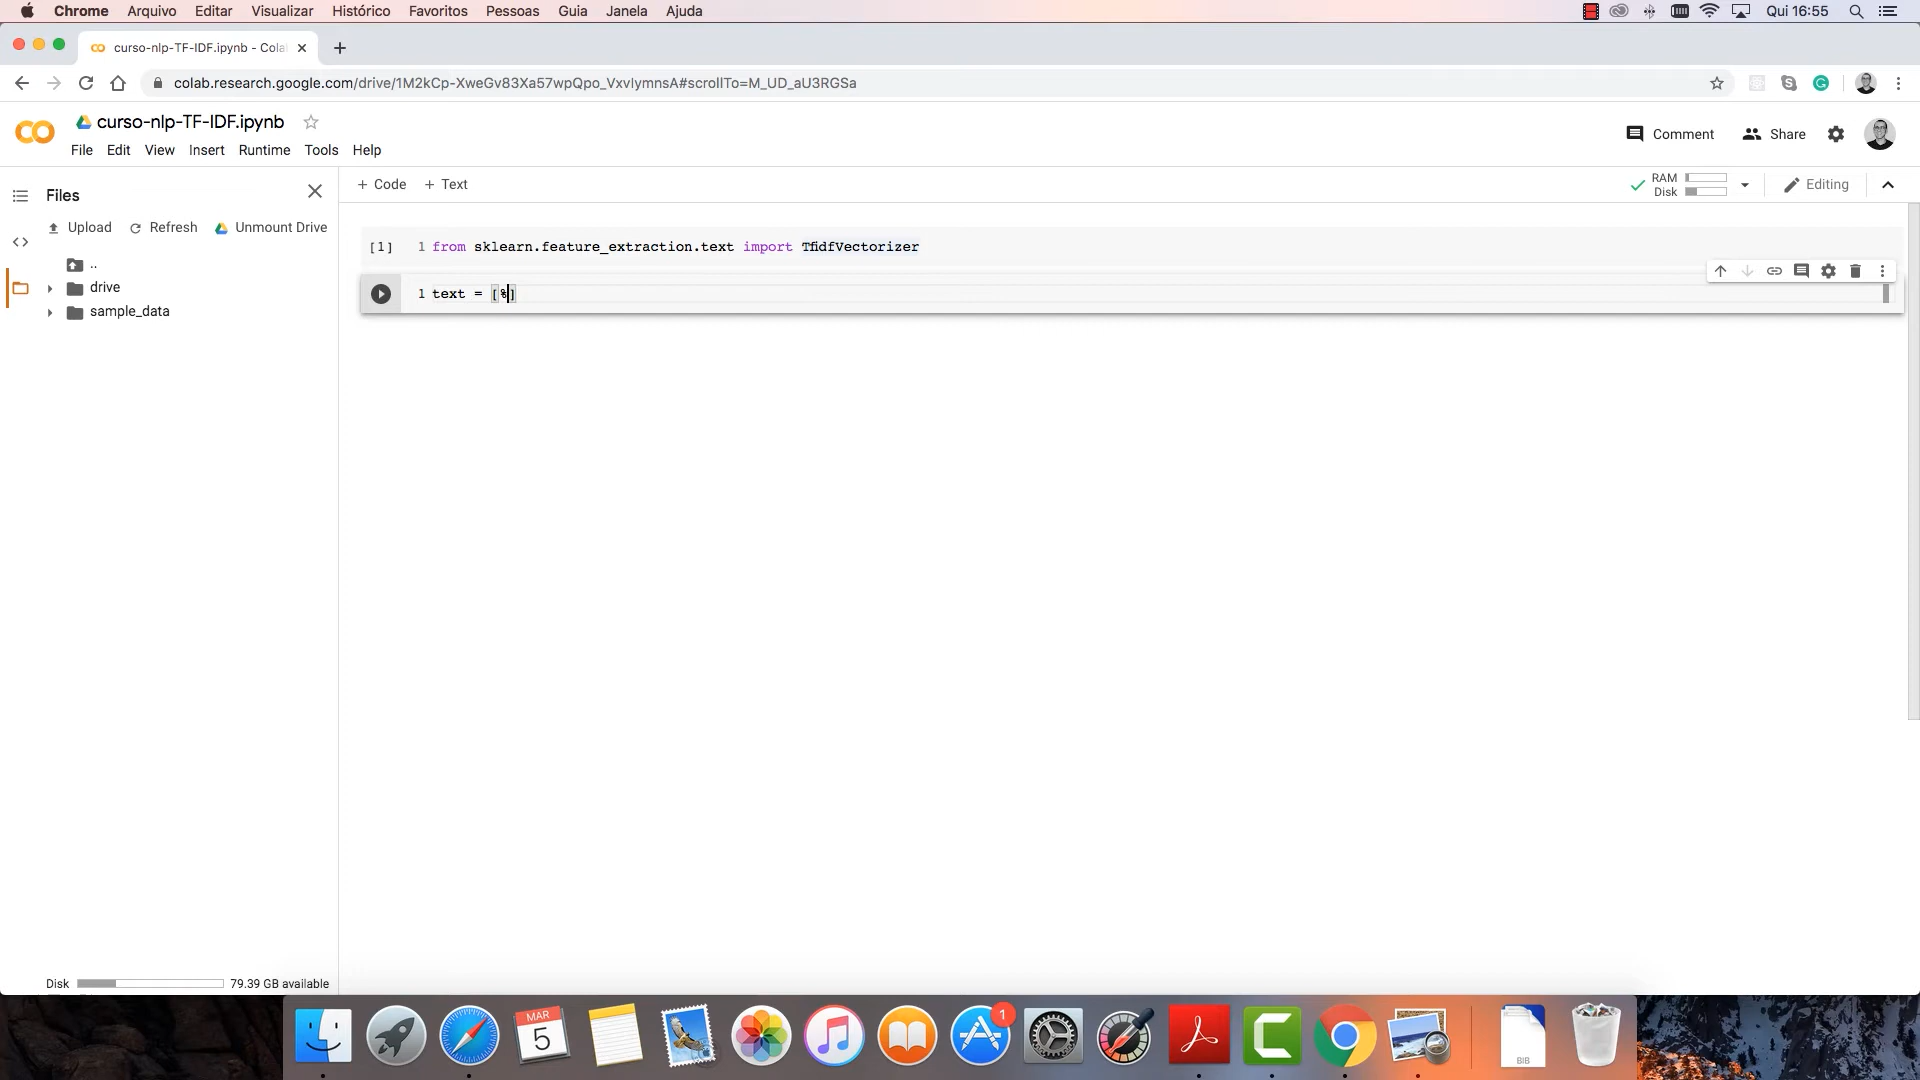 Chrome Arquivo Editar Visualizar Histórico Favoritos Pessoas Guia Janela Ajuda Qui 16:55
curso-nlp-TF-IDF.ipynb - Cola
colab.research.google.com/drive/1M2kCp-XweGv83Xa57wpQpo_VxvlymnsA#scrollTo=M_UD_aU3RGSa
curso-nlp-TF-IDF.ipynb
Comment Share
File Edit View Insert Runtime Tools Help
Files
+ Code + Text
RAM
Disk
Editing
Upload Refresh Unmount Drive
..
drive
sample_data
[1] 1 from sklearn.feature_extraction.text import TfidfVectorizer
1 text = [%]
Disk 79.39 GB available
MAR
5
1
BIB